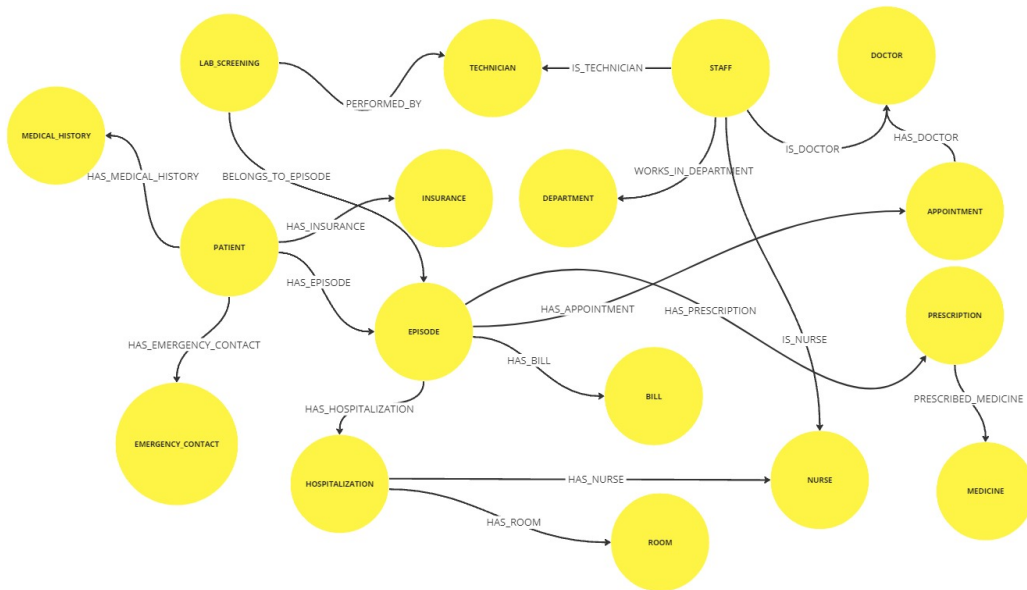 DOCTOR
LAB_SCREENING
TECHNICIAN
IS_TECHNICIAN
STAFF
PERFORMED_BY
MEDICAL_HISTORY
HAS_DOCTOR
IS_DOCTOR
HAS_MEDICAL_HISTORY
BELONGS_TO_EPISODE
WORKS_IN_DEPARTMENT
INSURANCE
DEPARTMENT
APPOINTMENT
HAS_INSURANCE
PATIENT
HAS_EPISODE
HAS_APPOINTMENT
HAS_PRESCRIPTION
PRESCRIPTION
EPISODE
IS_NURSE
HAS_EMERGENCY_CONTACT
HAS_BILL
BILL
PRESCRIBED_MEDICINE
HAS_HOSPITALIZATION
EMERGENCY_CONTACT
HOSPITALIZATION
HAS_NURSE
NURSE
MEDICINE
HAS_ROOM
ROOM